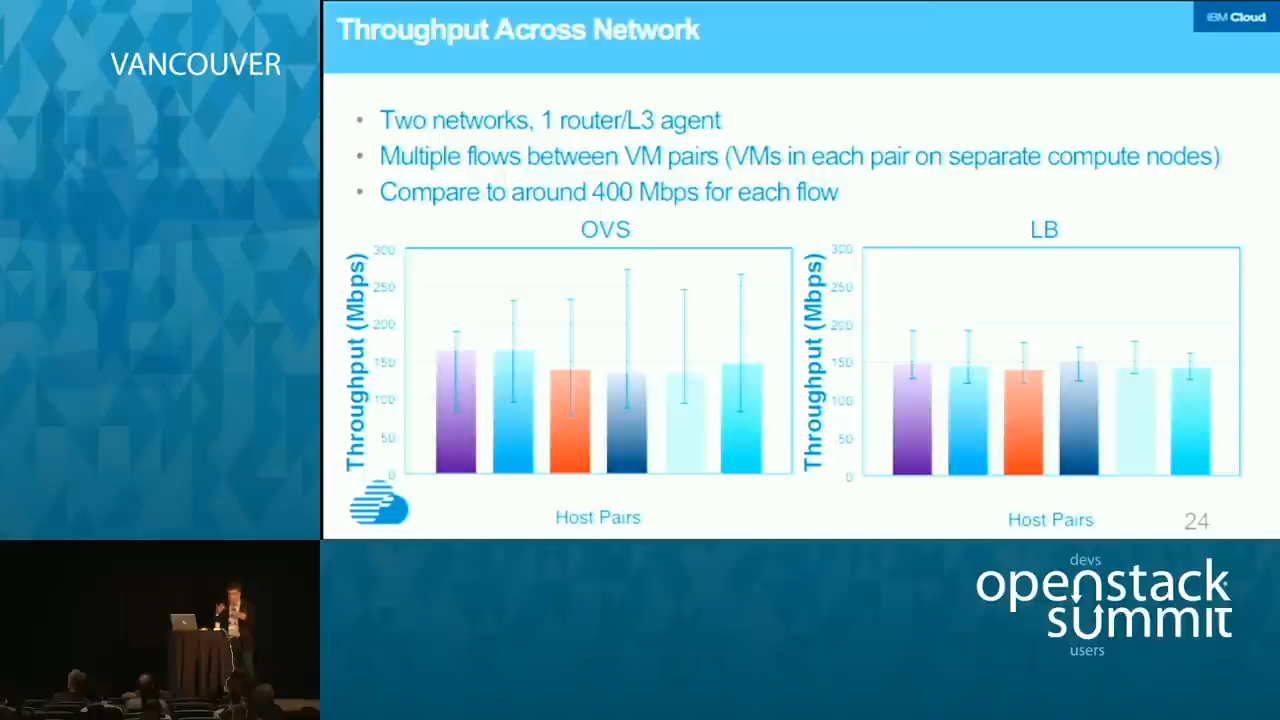 VANCOUVER
Throughput Across Network
IBM Cloud
• Two networks, 1 router/L3 agent
• Multiple flows between VM pairs (VMs in each pair on separate compute nodes)
• Compare to around 400 Mbps for each flow
OVS
Throughput (Mbps)
300
250
200
150
100
50
0
Host Pairs
LB
Throughput (Mbps)
300
250
200
150
100
50
0
Host Pairs
24
devs
openstack
summit
users